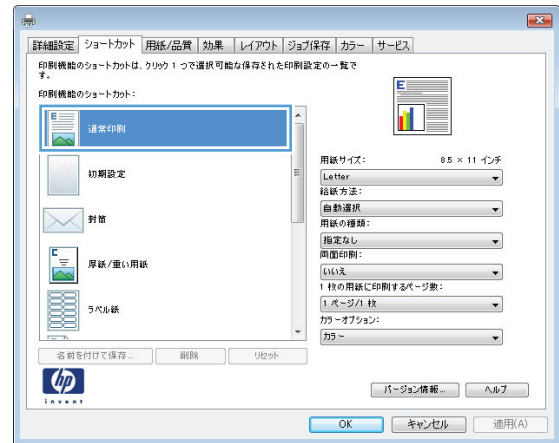 詳細設定 ショートカット 用紙/品質 効果 レイアウト ジョブ保存 カラー サービス
印刷機能のショートカットは、クリック 1 つで選択可能な保存された印刷設定の一覧で
す。
印刷機能のショートカット:
通常印刷
初期設定
封筒
厚紙/重い用紙
ラベル紙
名前を付けて保存...
削除
リセット
E
用紙サイズ: 8.5 × 11 インチ
Letter
給紙方法:
自動選択
用紙の種類:
指定なし
両面印刷:
いいえ
1 枚の用紙に印刷するページ数:
1 ページ/1 枚
カラーオプション:
カラー
hp
invent
バージョン情報...
ヘルプ
OK
キャンセル
適用(A)